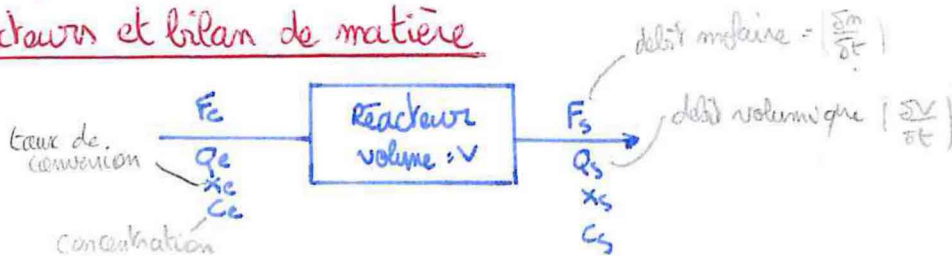 cteurs et bilan de matière
débit molaire = | δn/δt |
Fe
Réacteur
volume = V
Fs
débit volumique | δV/δt |
taux de
conversion
Qe
Qs
xe
xs
Ce
Cs
concentration